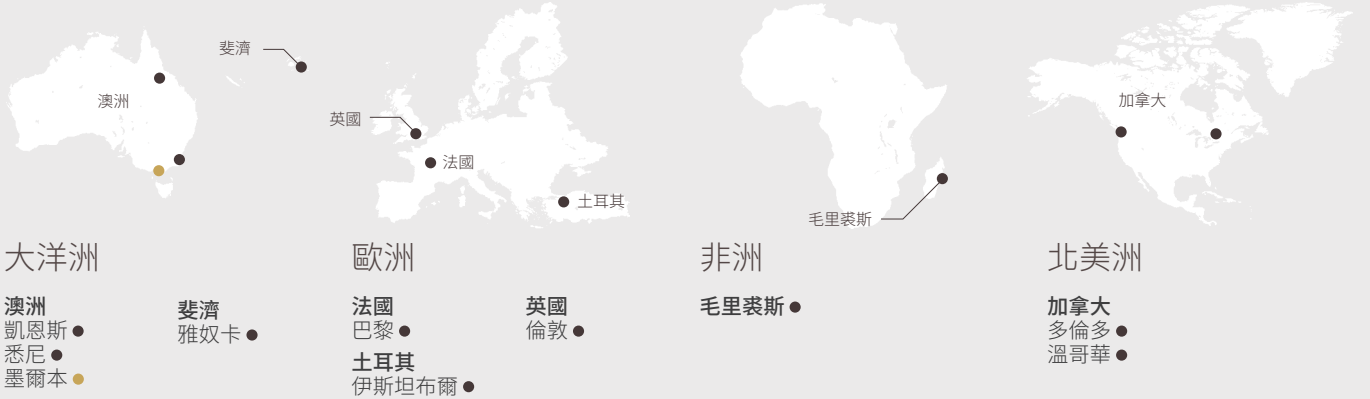 斐濟
澳洲
英國
法國
土耳其
毛里裘斯
加拿大
大洋洲
澳洲
凱恩斯
悉尼
墨爾本
斐濟
雅奴卡
歐洲
法國
巴黎
土耳其
伊斯坦布爾
英國
倫敦
非洲
毛里裘斯
北美洲
加拿大
多倫多
溫哥華